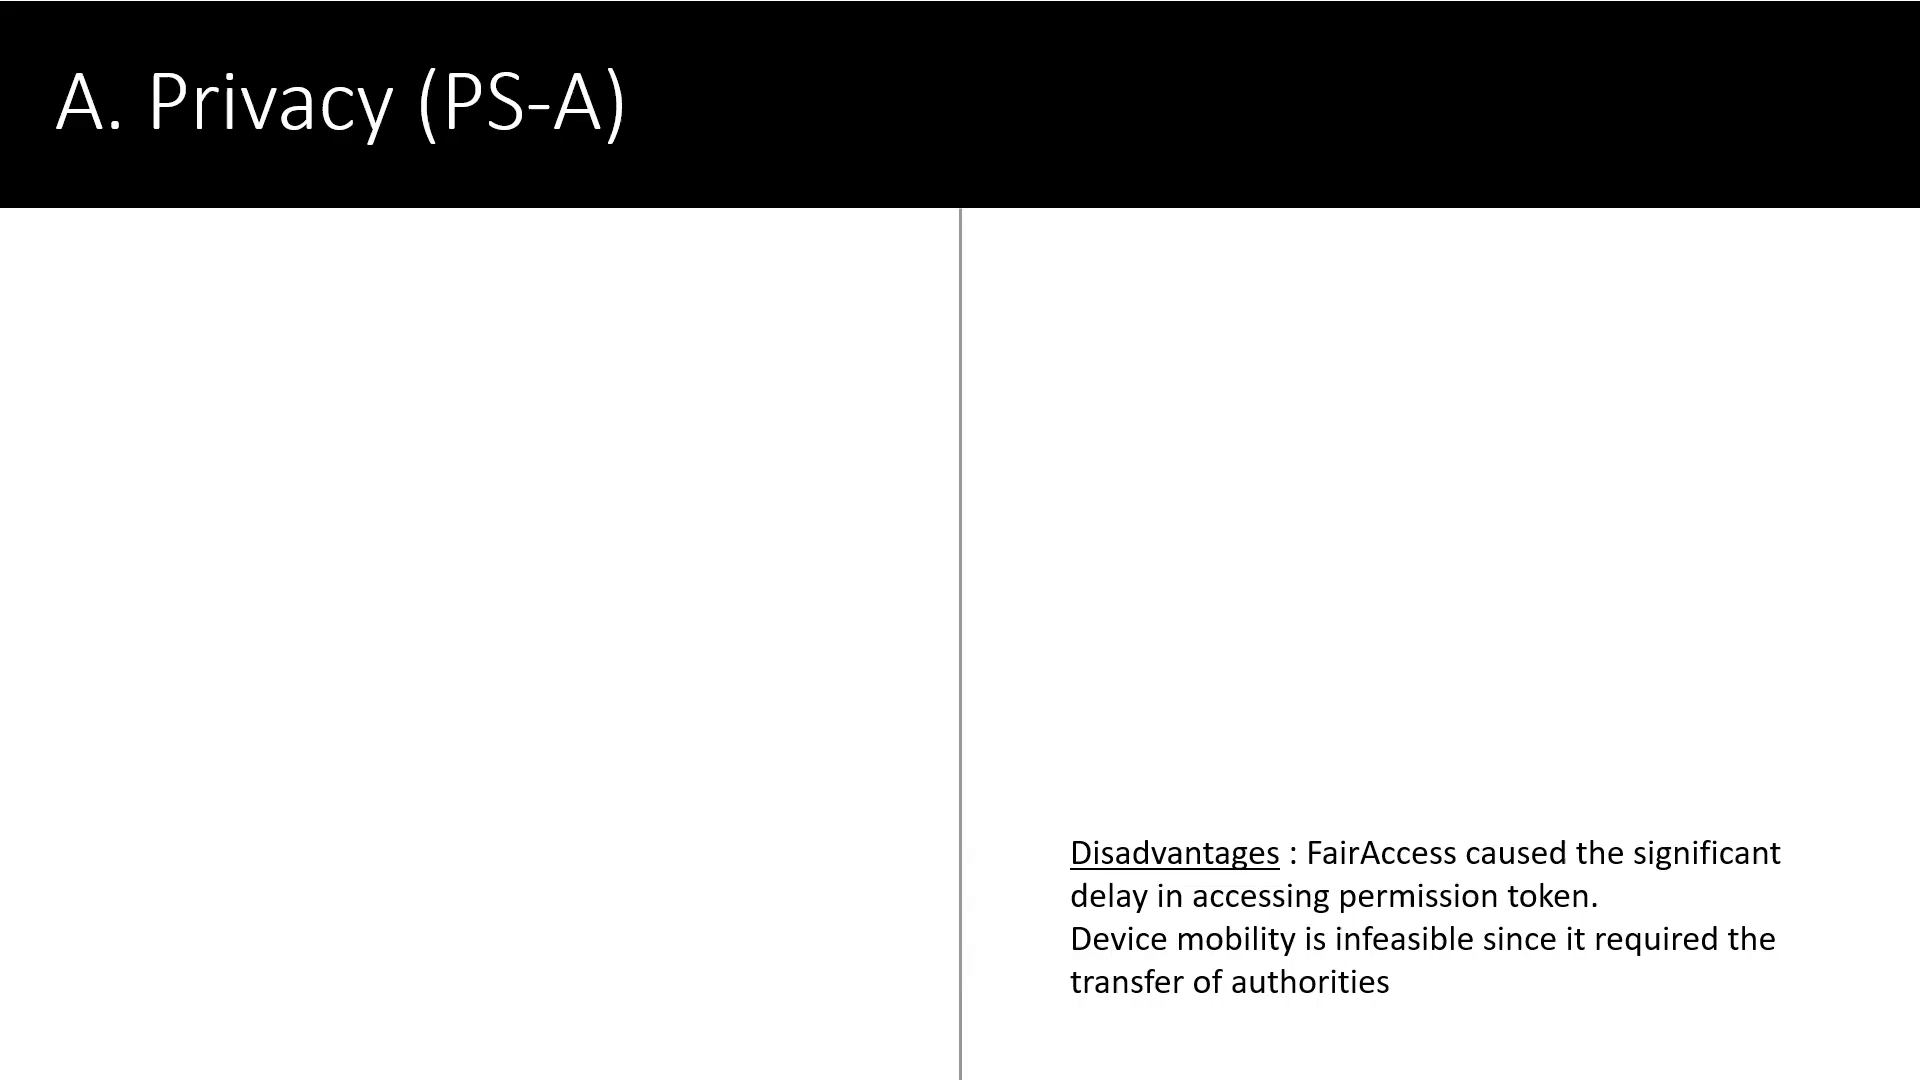 A. Privacy (PS-A)
Disadvantages : FairAccess caused the significant
delay in accessing permission token.
Device mobility is infeasible since it required the
transfer of authorities